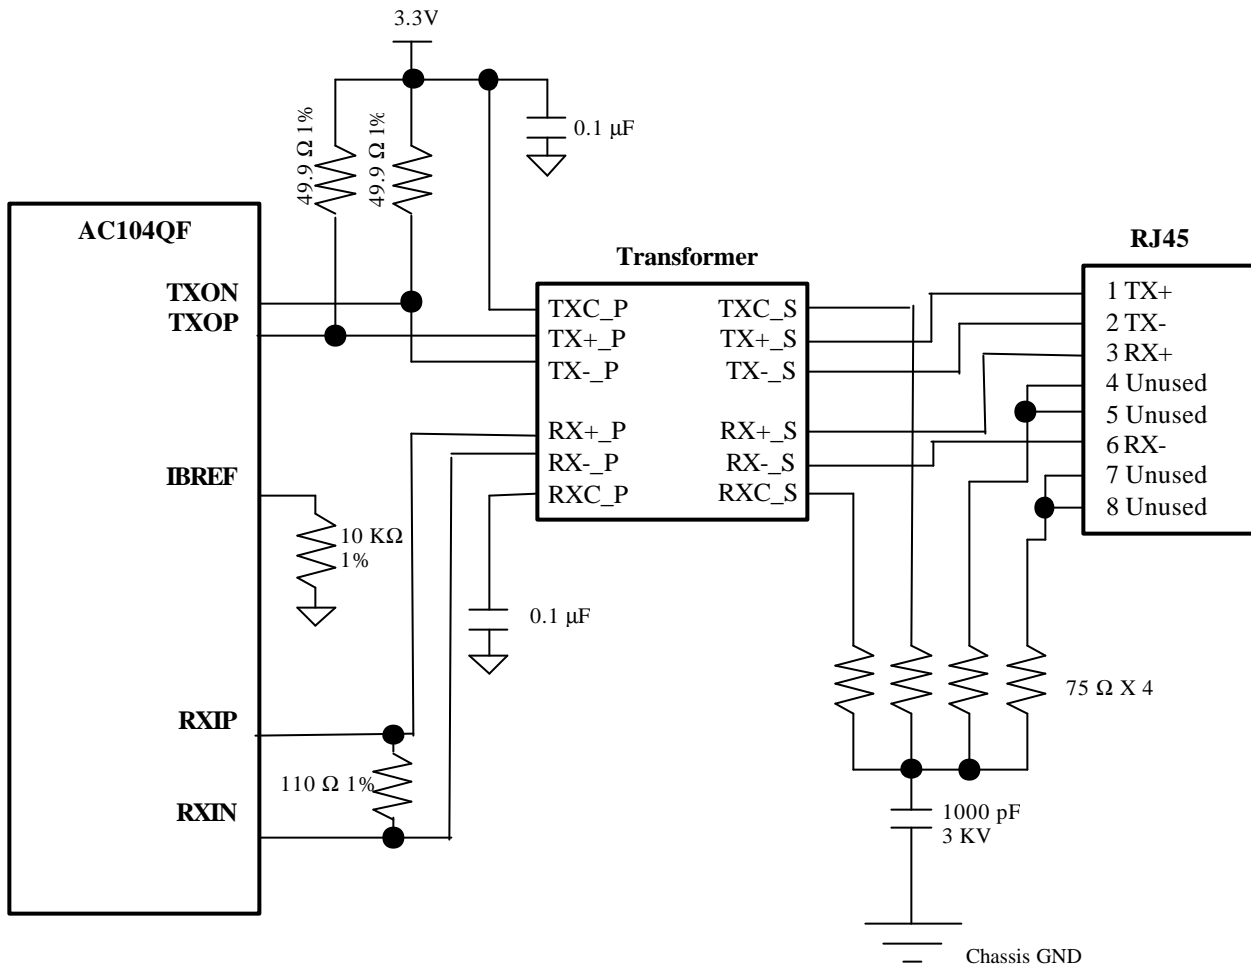 3.3V
0.1 µF
49.9 Ω 1%
49.9 Ω 1%
AC104QF
TXON
TXOP
IBREF
10 KΩ
1%
RXIP
110 Ω 1%
RXIN
0.1 µF
Transformer
TXC_P
TX+_P
TX-_P
RX+_P
RX-_P
RXC_P
TXC_S
TX+_S
TX-_S
RX+_S
RX-_S
RXC_S
RJ45
1 TX+
2 TX-
3 RX+
4 Unused
5 Unused
6 RX-
7 Unused
8 Unused
75 Ω X 4
1000 pF
3 KV
Chassis GND